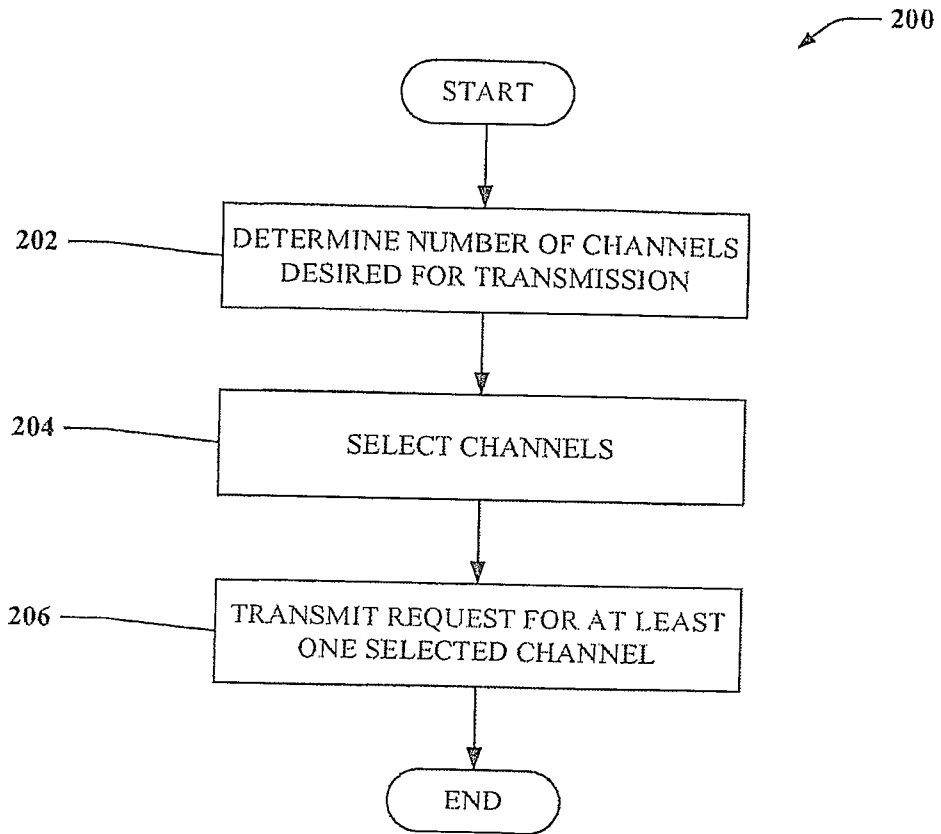 200
START
202
DETERMINE NUMBER OF CHANNELS
DESIRED FOR TRANSMISSION
204
SELECT CHANNELS
206
TRANSMIT REQUEST FOR AT LEAST
ONE SELECTED CHANNEL
END